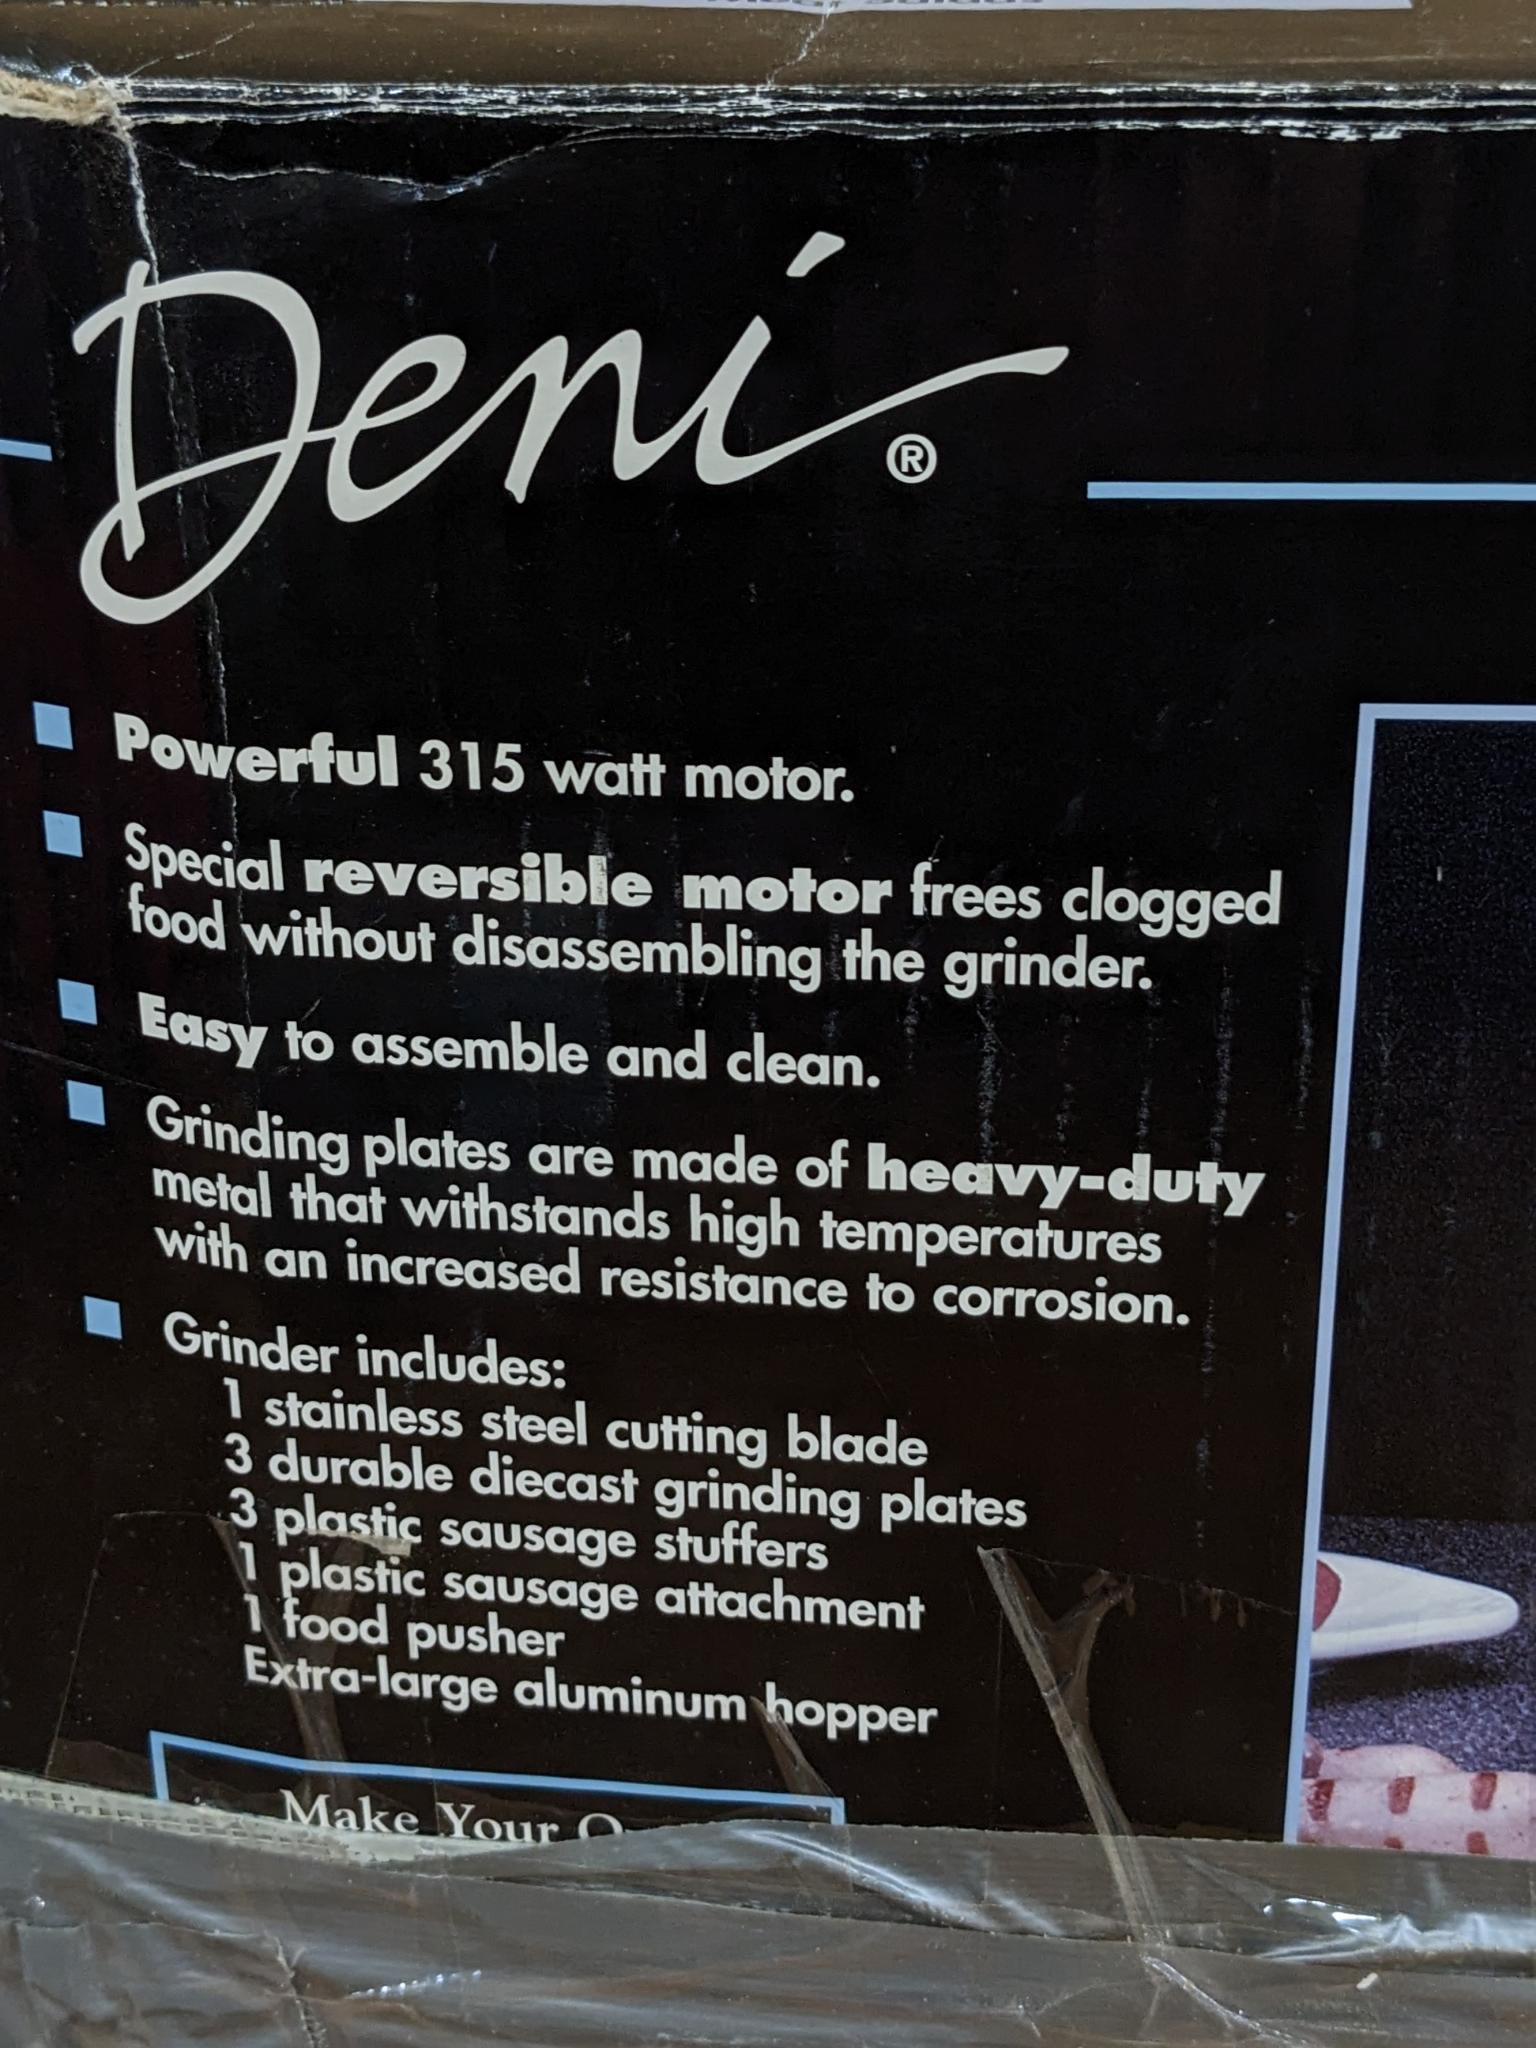 Deni®
Powerful 315 watt motor.
Special reversible motor frees clogged
food without disassembling the grinder.
Easy to assemble and clean.
Grinding plates are made of heavy-duty
metal that withstands high temperatures
with an increased resistance to corrosion.
Grinder includes:
1 stainless steel cutting blade
3 durable diecast grinding plates
3 plastic sausage stuffers
1 plastic sausage attachment
1 food pusher
Extra-large aluminum hopper
Make Your